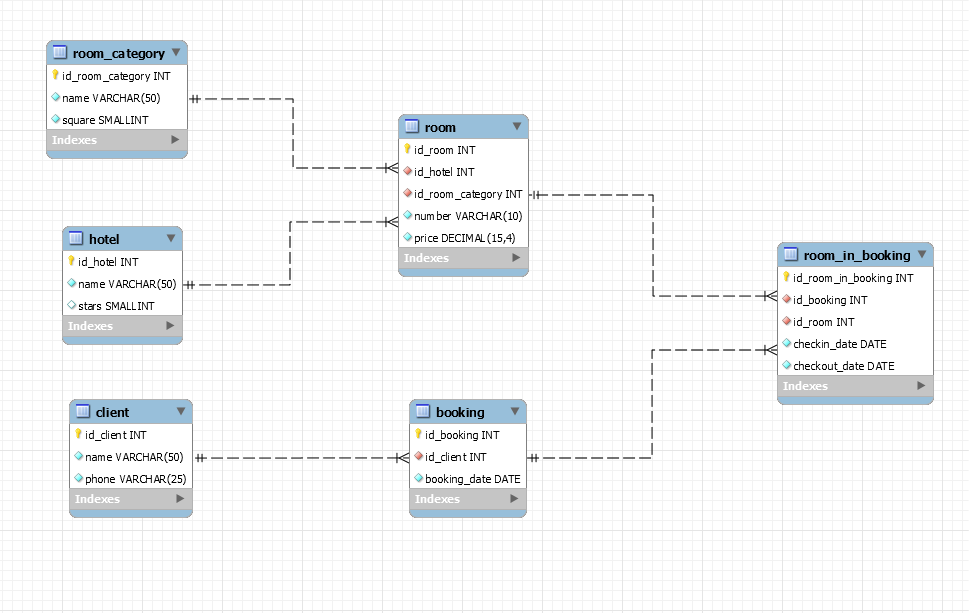 room_category
id_room_category INT
name VARCHAR(50)
square SMALLINT
Indexes
room
id_room INT
id_hotel INT
id_room_category INT
number VARCHAR(10)
price DECIMAL(15,4)
Indexes
hotel
id_hotel INT
name VARCHAR(50)
stars SMALLINT
Indexes
room_in_booking
id_room_in_booking INT
id_booking INT
id_room INT
checkin_date DATE
checkout_date DATE
Indexes
client
id_client INT
name VARCHAR(50)
phone VARCHAR(25)
Indexes
booking
id_booking INT
id_client INT
booking_date DATE
Indexes